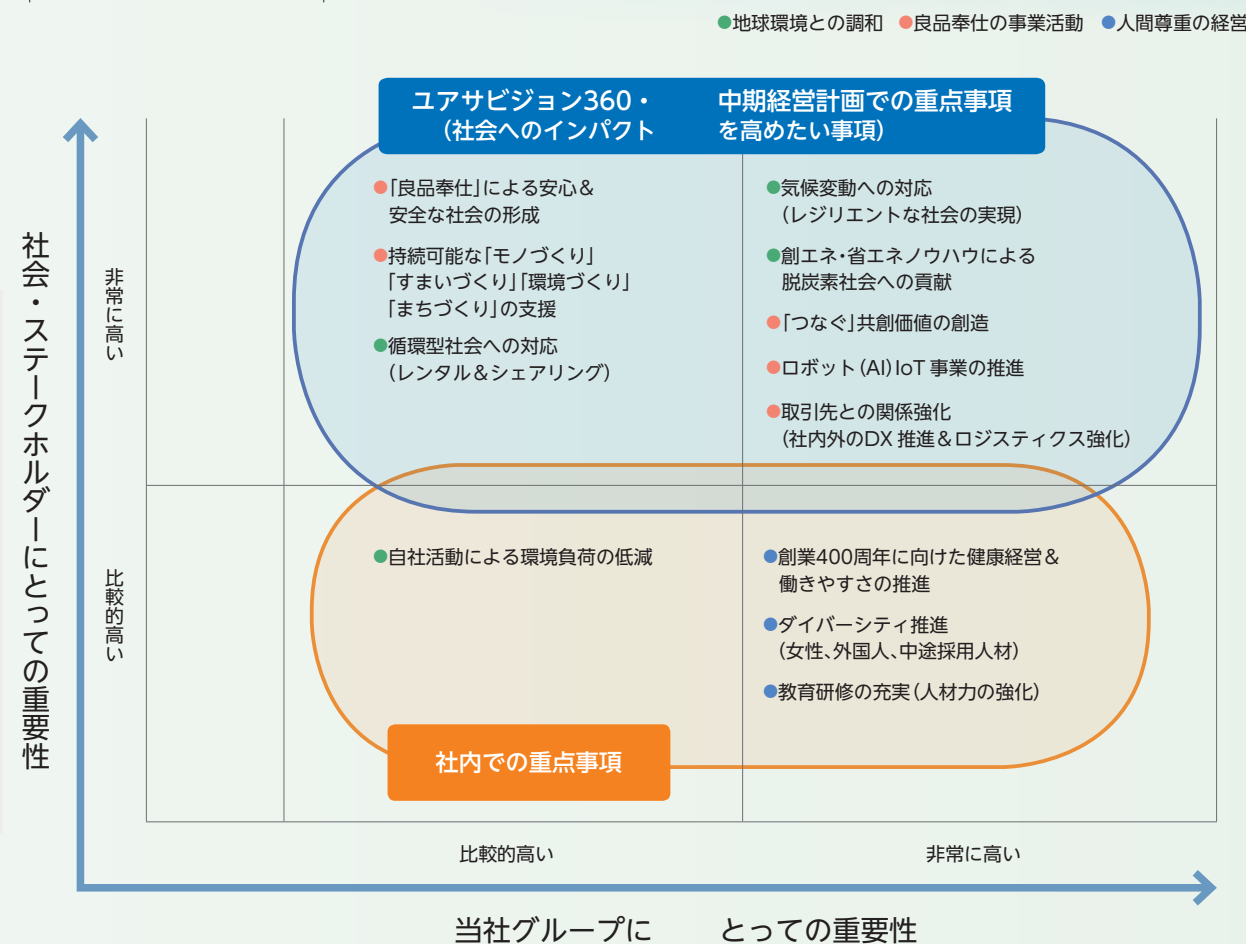 ●地球環境との調和 ●良品奉仕の事業活動 ●人間尊重の経営
ユアサビジョン360・ 中期経営計画での重点事項
(社会へのインパクト を高めたい事項)
社会・ステークホルダーにとっての重要性
非常に高い
●「良品奉仕」による安心&
安全な社会の形成
●持続可能な「モノづくり」
「すまいづくり」「環境づくり」
「まちづくり」の支援
●循環型社会への対応
(レンタル&シェアリング)
●気候変動への対応
(レジリエントな社会の実現)
●創エネ・省エネノウハウによる
脱炭素社会への貢献
●「つなぐ」共創価値の創造
●ロボット(AI)IoT 事業の推進
●取引先との関係強化
(社内外のDX 推進&ロジスティクス強化)
比較的高い
●自社活動による環境負荷の低減
●創業400周年に向けた健康経営&
働きやすさの推進
●ダイバーシティ推進
(女性、外国人、中途採用人材)
●教育研修の充実(人材力の強化)
社内での重点事項
比較的高い
非常に高い
当社グループに とっての重要性